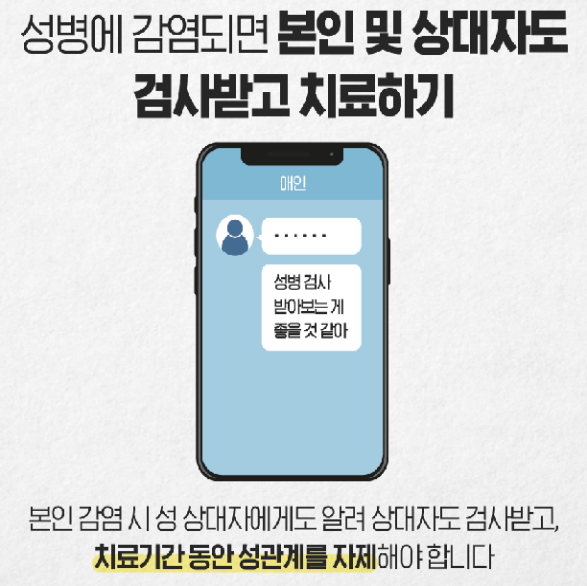 성병에 감염되면 본인 및 상대자도
검사받고 치료하기
애인
······
성병 검사
받아보는 게
좋을 것 같아
본인 감염 시 성 상대자에게도 알려 상대자도 검사받고,
치료기간 동안 성관계를 자제해야 합니다